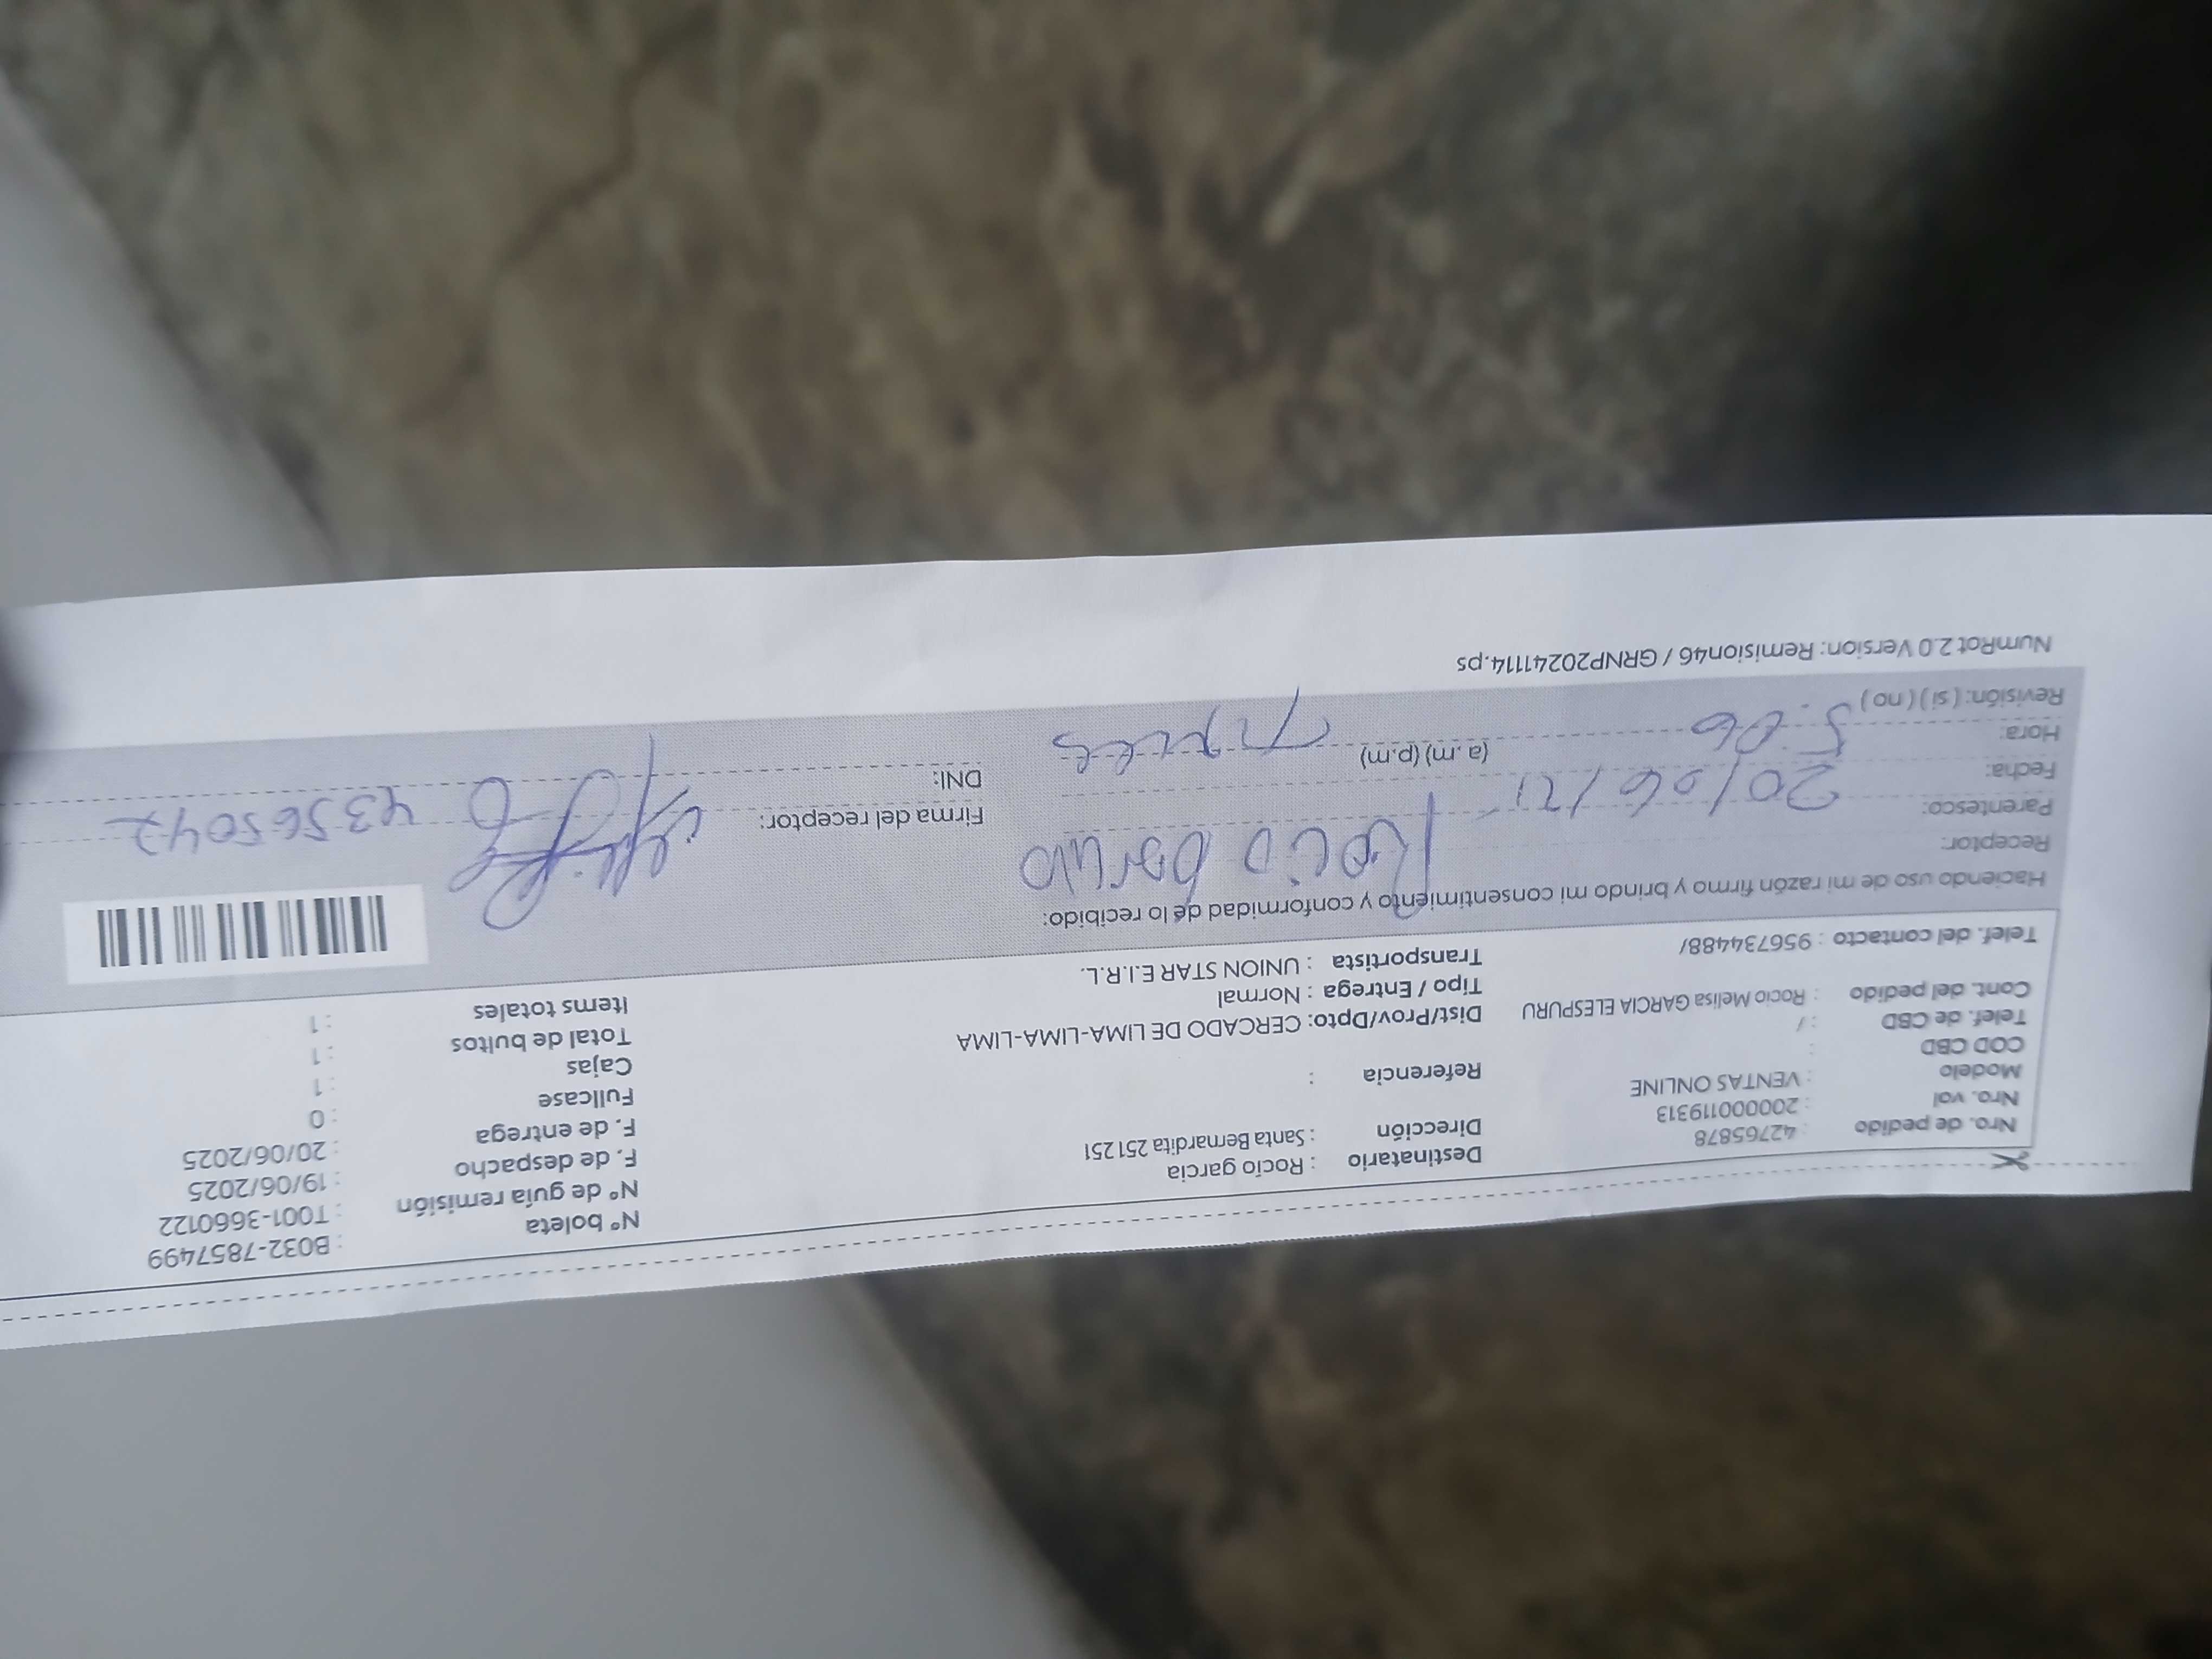 Nº boleta : B032-7857499
Nº de guía remisión : T001-3660122
F. de despacho : 19/06/2025
F. de entrega : 20/06/2025
Fullcase : 0
Cajas : 1
Total de bultos : 1
Items totales : 1
Nro. de pedido : 42765878
Nro. val : 20000119313
Modelo : VENTAS ONLINE
COD CBD :
Telef. de CBD : /
Cont. del pedido : Rocio Melisa GARCIA ELESPURU
Telef. del contacto : 956734488/
Destinatario : Rocío garcia
Dirección : Santa Bernardita 251 251
Referencia :
Dist/Prov/Dpto: CERCADO DE LIMA-LIMA-LIMA
Tipo / Entrega : Normal
Transportista : UNION STAR E.I.R.L.
Haciendo uso de mi razón firmo y brindo mi consentimiento y conformidad de lo recibido:
Receptor: Rocio
Parentesco:
Fecha: 20/06/
Hora: 5:06 (a.m) (p.m)
Revisión: ( si ) ( no )
Firma del receptor:
DNI: 43565042
NumRot 2.0 Version: Remision46 / GRNP20241114.ps